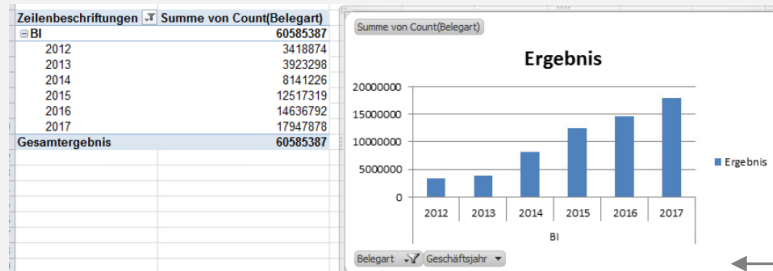 Zeilenbeschriftungen Summe von Count(Belegart)
BI 60585387
2012 3418874
2013 3923298
2014 8141226
2015 12517319
2016 14636792
2017 17947878
Gesamtergebnis 60585387
Summe von Count(Belegart)
Ergebnis
20000000
15000000
10000000
5000000
0
2012 2013 2014 2015 2016 2017
BI
Ergebnis
Belegart Geschäftsjahr